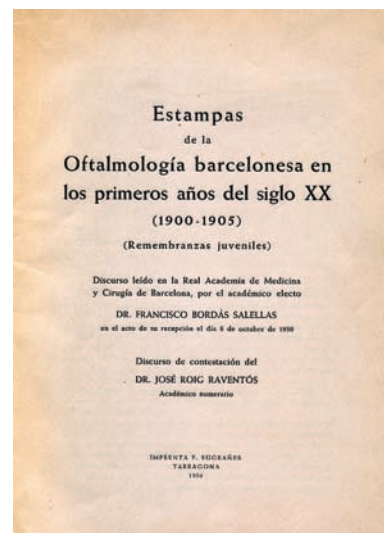 Estampas
de la
Oftalmología barcelonesa en
los primeros años del siglo XX
(1900-1905)
(Remembranzas juveniles)
Discurso leído en la Real Academia de Medicina
y Cirugía de Barcelona, por el académico electo
DR. FRANCISCO BORDÁS SALELLAS
en el acto de su recepción el día 8 de octubre de 1950
Discurso de contestación del
DR. JOSÉ ROIG RAVENTÓS
Académico numerario
IMPRENTA F. SUGRAÑES
TARRAGONA
1950